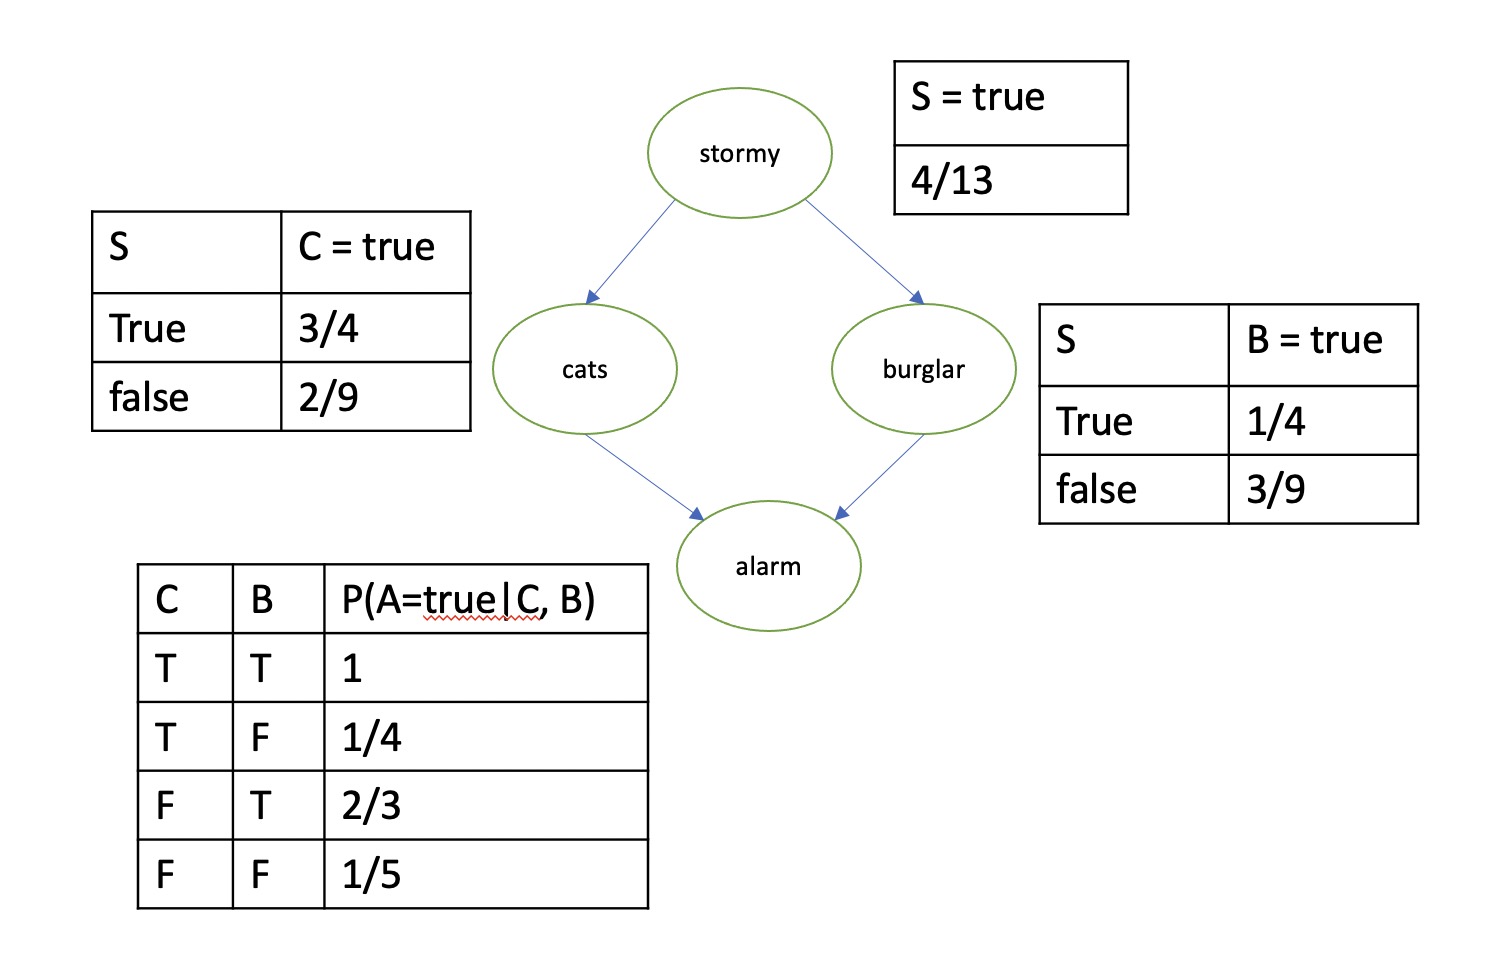 S = true
4/13
stormy
S C = true
True 3/4
false 2/9
cats
burglar
S B = true
True 1/4
false 3/9
alarm
C B P(A=true|C, B)
T T 1
T F 1/4
F T 2/3
F F 1/5